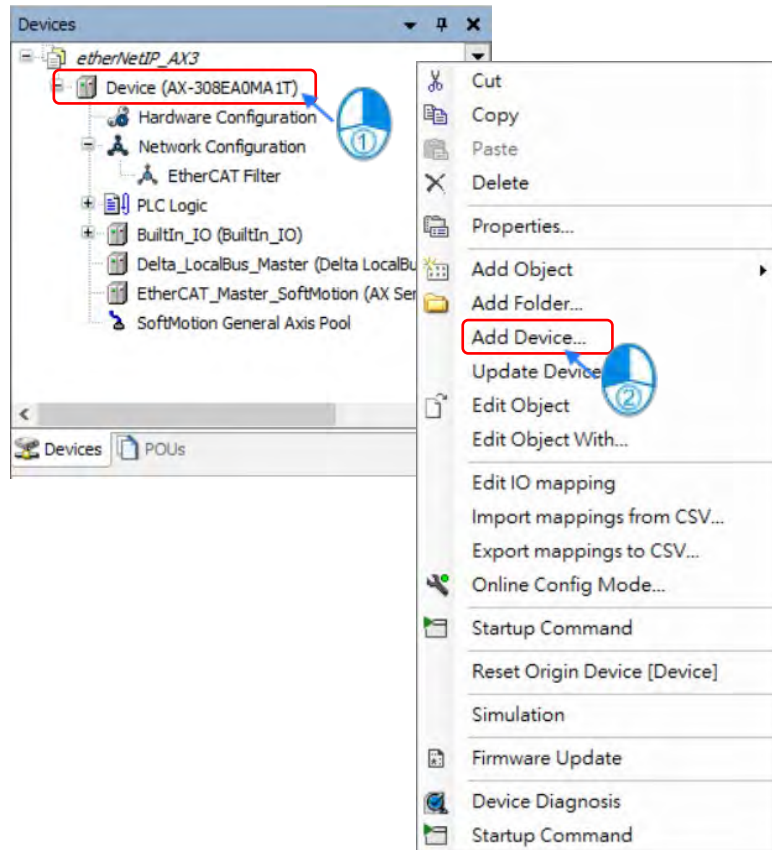 Devices
etherNetIP_AX3
Device (AX-308EA0MA1T)
Hardware Configuration
Network Configuration
EtherCAT Filter
PLC Logic
BuiltIn_IO (BuiltIn_IO)
Delta_LocalBus_Master (Delta LocalBu
EtherCAT_Master_SoftMotion (AX Ser
SoftMotion General Axis Pool
①
Devices
POUs
Cut
Copy
Paste
Delete
Properties...
Add Object
Add Folder...
Add Device...
Update Device
②
Edit Object
Edit Object With...
Edit IO mapping
Import mappings from CSV...
Export mappings to CSV...
Online Config Mode...
Startup Command
Reset Origin Device [Device]
Simulation
Firmware Update
Device Diagnosis
Startup Command